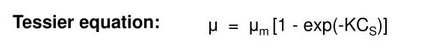 Tessier equation: μ = μₘ [1 - exp(-KCₛ)]